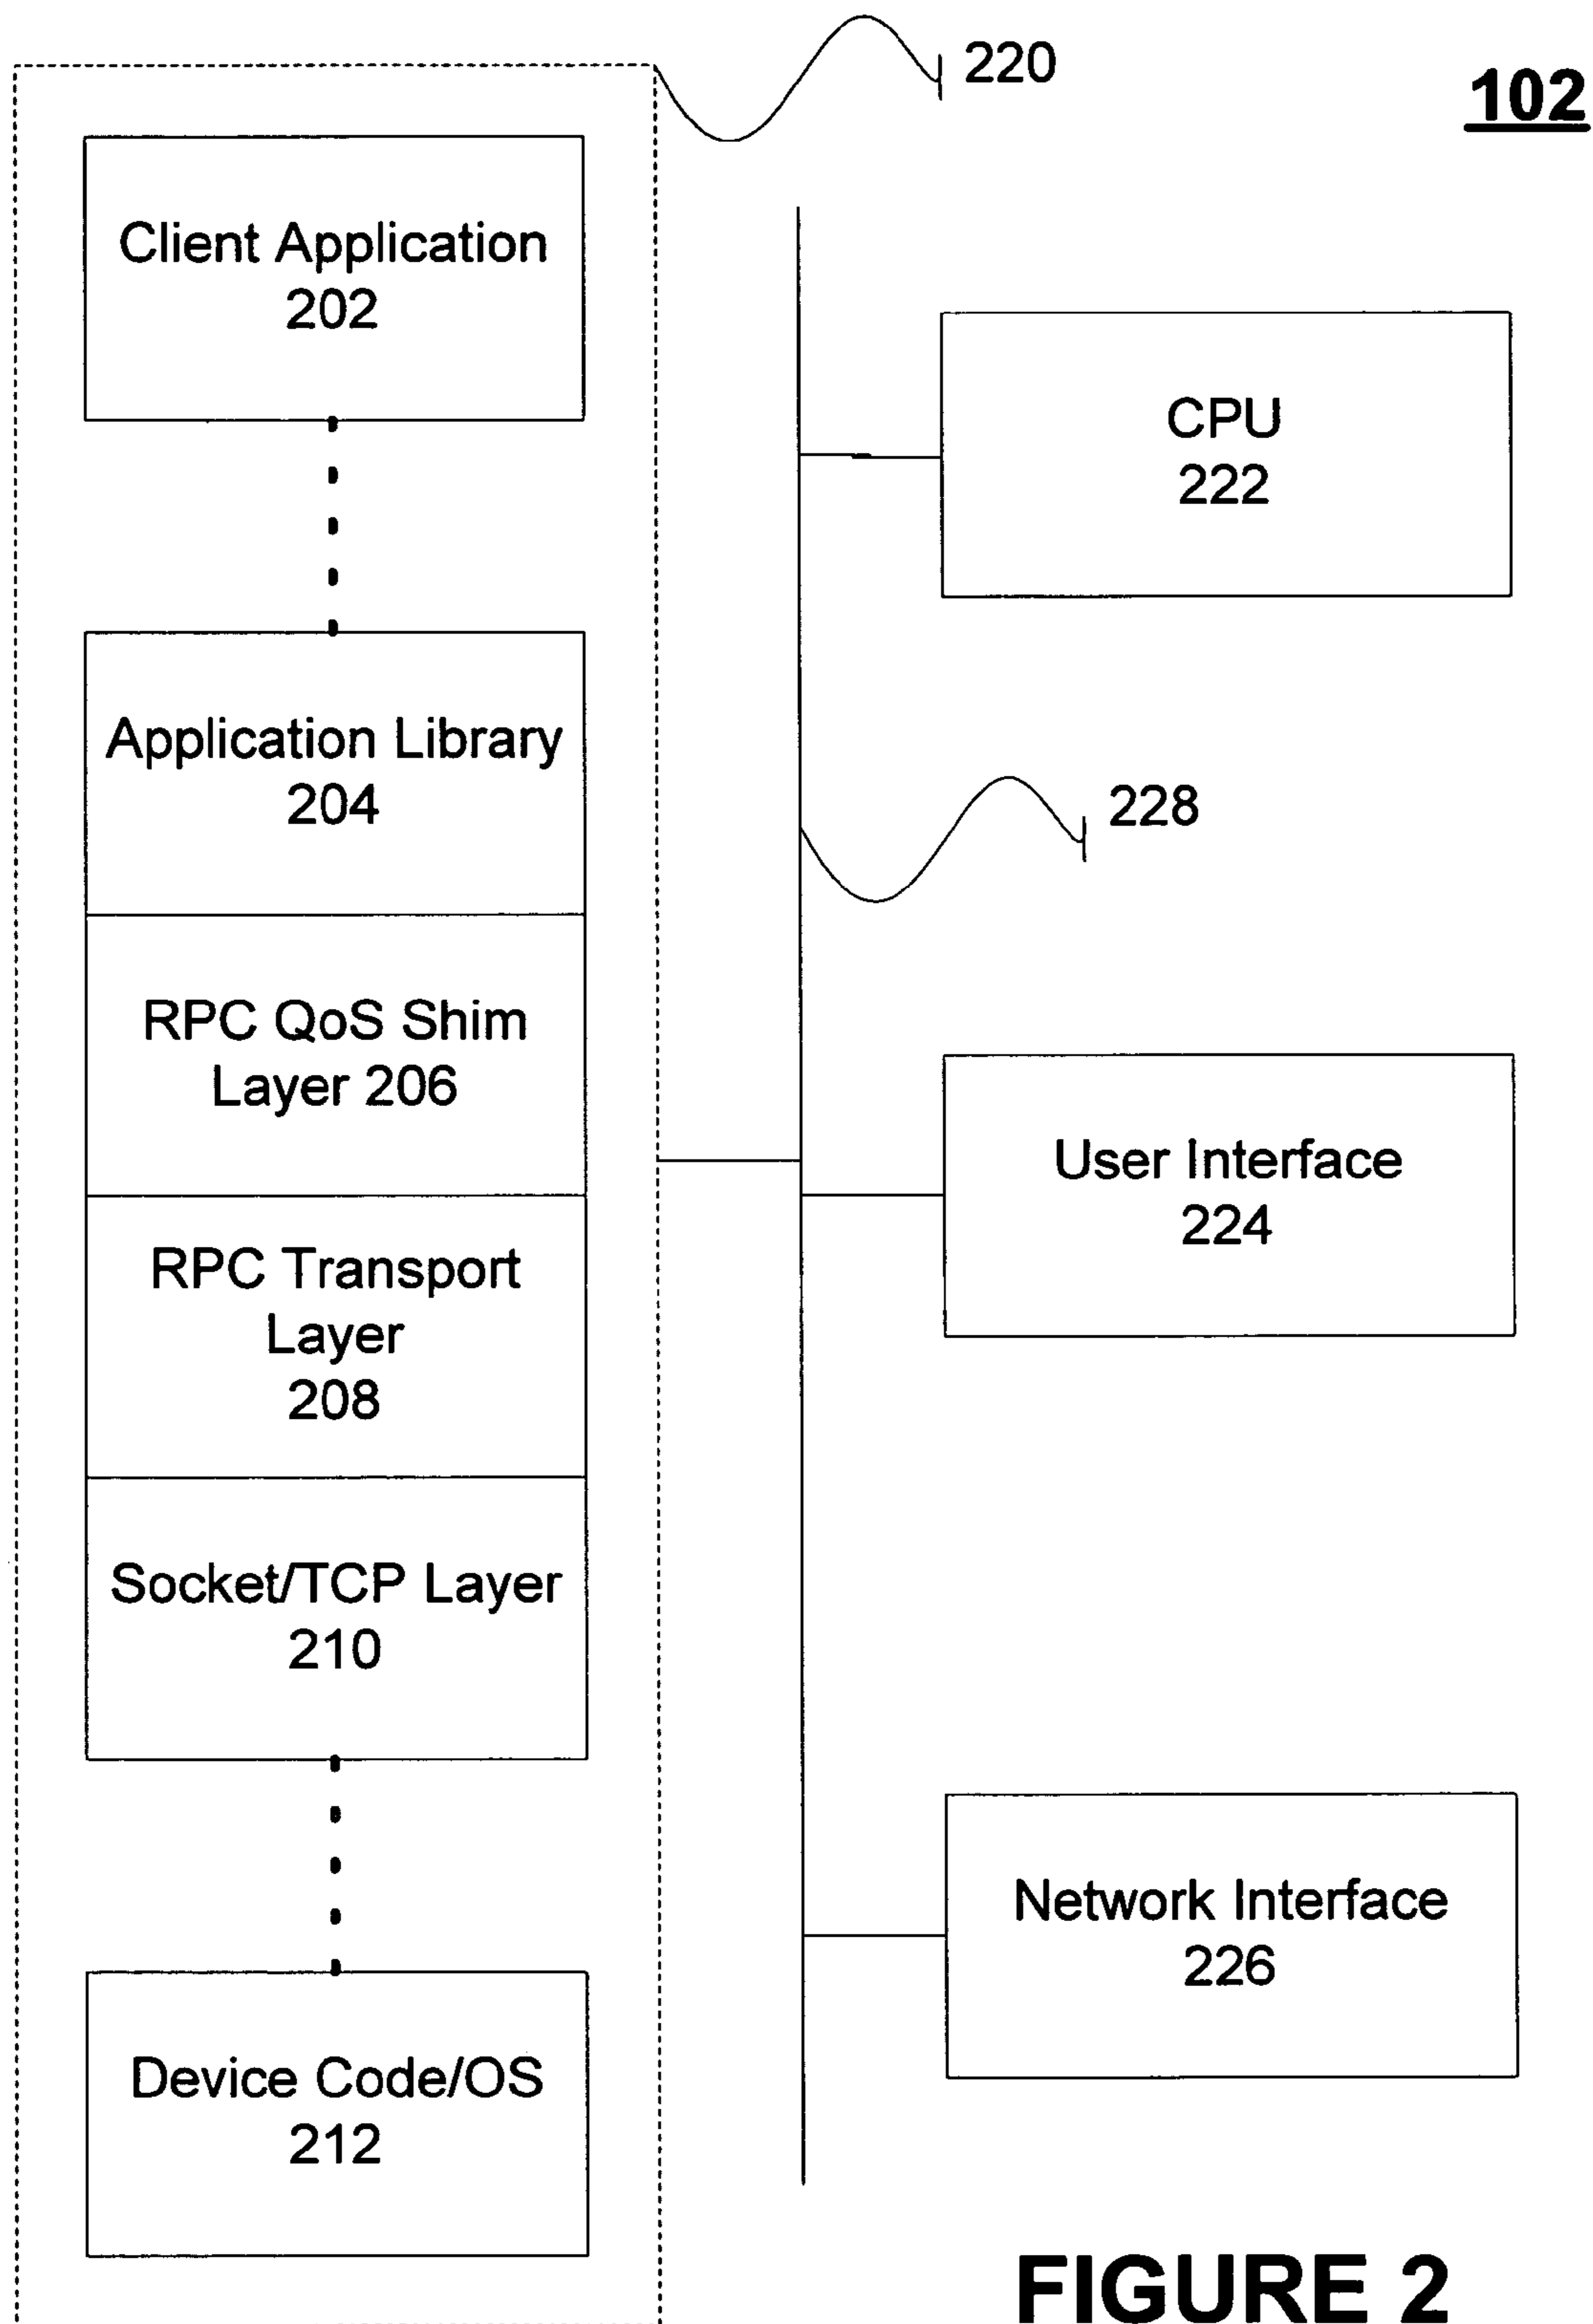 220
102
Client Application
202
CPU
222
Application Library
204
228
RPC QoS Shim
Layer 206
User Interface
224
RPC Transport
Layer
208
Socket/TCP Layer
210
Network Interface
226
Device Code/OS
212
FIGURE 2